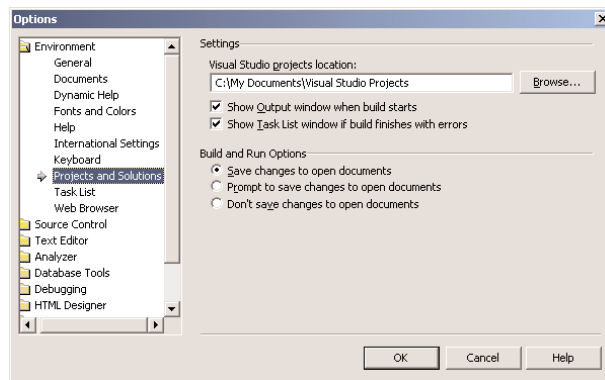 Options
Environment
General
Documents
Dynamic Help
Fonts and Colors
Help
International Settings
Keyboard
Projects and Solutions
Task List
Web Browser
Source Control
Text Editor
Analyzer
Database Tools
Debugging
HTML Designer
Settings
Visual Studio projects location:
C:\My Documents\Visual Studio Projects
Browse...
Show Output window when build starts
Show Task List window if build finishes with errors
Build and Run Options
Save changes to open documents
Prompt to save changes to open documents
Don't save changes to open documents
OK
Cancel
Help